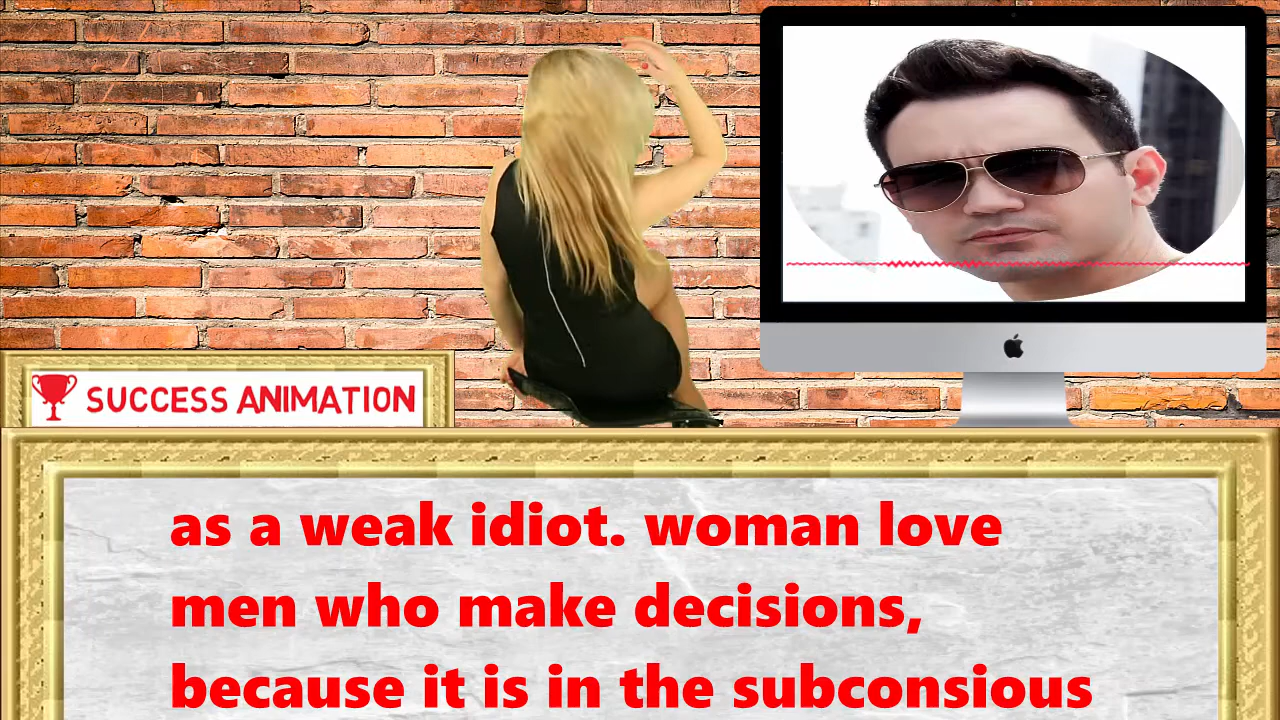 SUCCESS ANIMATION
as a weak idiot. woman love
men who make decisions,
because it is in the subconsious